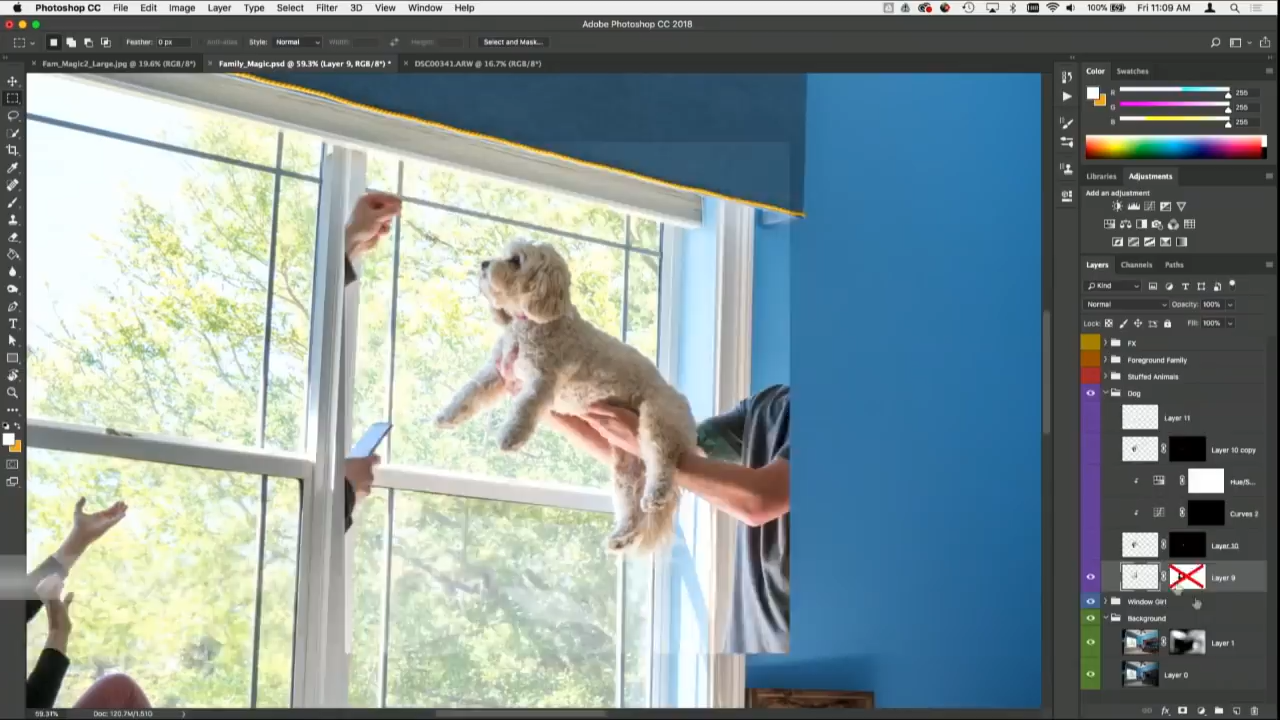 Photoshop CC File Edit Image Layer Type Select Filter 3D View Window Help 100% Fri 11:09 AM
Adobe Photoshop CC 2018
Feather: 0 px Anti-alias Style: Normal Width: Height: Select and Mask...
Fam_Magic2_Large.jpg @ 19.6% (RGB/8*) Family_Magic.psd @ 59.3% (Layer 9, RGB/8*) * DSC00341.ARW @ 16.7% (RGB/8*)
Color Swatches
R 255
G 255
B 255
Libraries Adjustments
Add an adjustment
Layers Channels Paths
Kind
Normal Opacity: 100%
Lock: Fill: 100%
FX
Foreground Family
Stuffed Animals
Dog
Layer 11
Layer 10 copy
Hue/S...
Curves 2
Layer 10
Layer 9
Window Girl
Background
Layer 1
Layer 0
59.31% Doc: 120.7M/1.51G